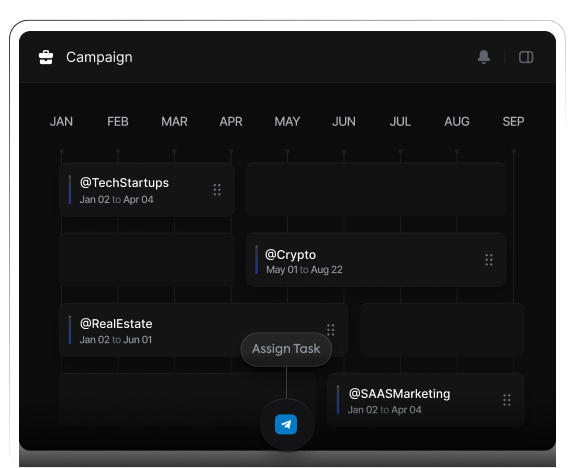 Campaign
JAN FEB MAR APR MAY JUN JUL AUG SEP
@TechStartups
Jan 02 to Apr 04
@Crypto
May 01 to Aug 22
@RealEstate
Jan 02 to Jun 01
Assign Task
@SAASMarketing
Jan 02 to Apr 04